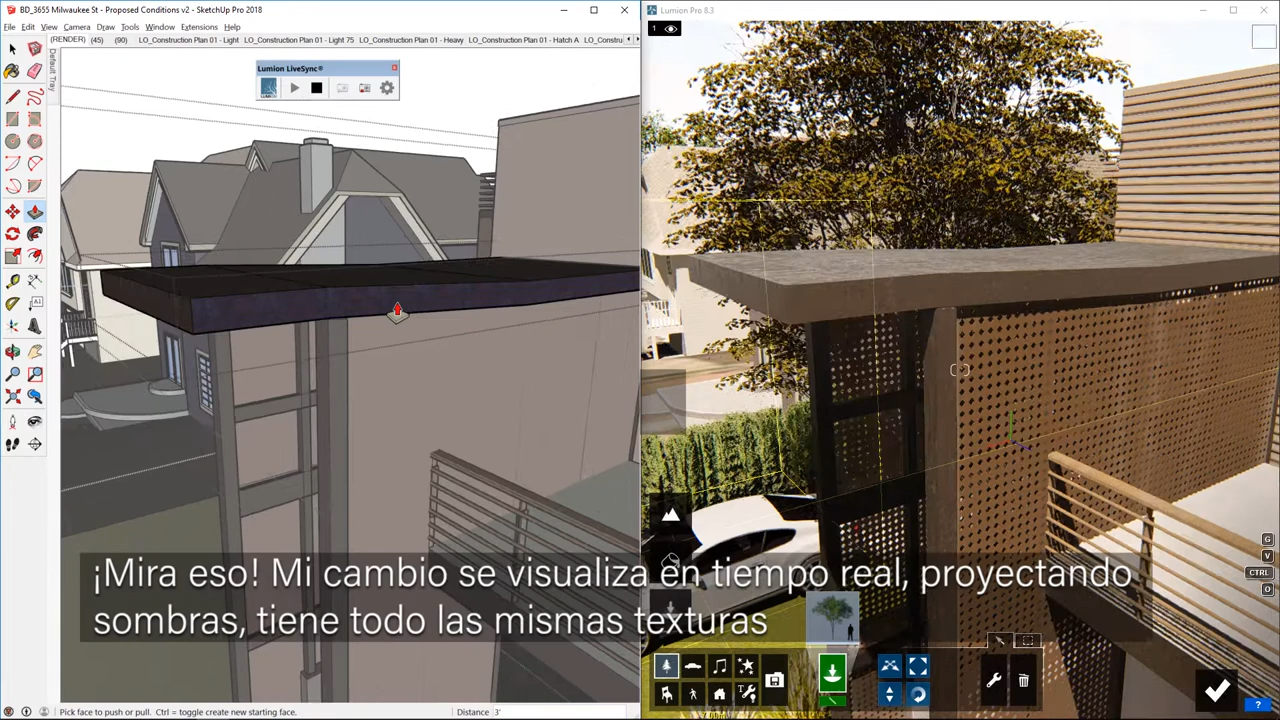 BD_3655 Milwaukee St - Proposed Conditions v2 - SketchUp Pro 2018
Lumion Pro 8.3
File Edit View Camera Draw Tools Window Extensions Help
(RENDER) (45) (90) LO_Construction Plan 01 - Light LO_Construction Plan 01 - Light 75 LO_Construction Plan 01 - Heavy LO_Construction Plan 01 - Hatch A LO_Constru
1
Default Tray
Lumion LiveSync®
LUMION
G
V
CTRL
O
¡Mira eso! Mi cambio se visualiza en tiempo real, proyectando
sombras, tiene todo las mismas texturas
Pick face to push or pull. Ctrl = toggle create new starting face.
Distance 3'
?